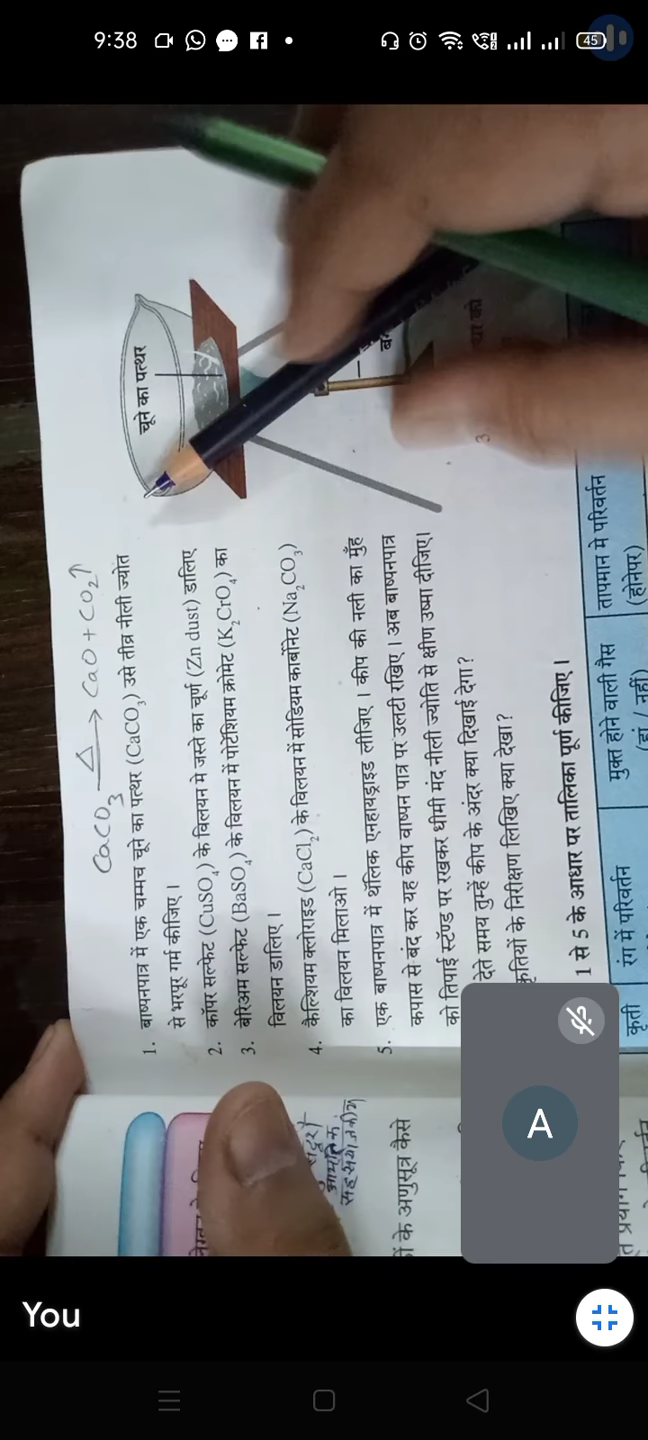 9:38
45
CaCO3 △→ CaO + CO2↑
1. बाष्पनपात्र में एक चम्मच चूने का पत्थर (CaCO3) उसे तीव्र नीली ज्योत
से भरपूर गर्म कीजिए ।
2. कॉपर सल्फेट (CuSO4) के विलयन मे जस्ते का चूर्ण (Zn dust) डालिए
3. बेरिअम सल्फेट (BaSO4) के विलयन में पोटॅशियम क्रोमेट (K2CrO4) का
विलयन डालिए ।
4. कैल्शियम क्लोराइड (CaCl2) के विलयन में सोडियम कार्बोनेट (Na2CO3)
का विलयन मिलाओ ।
5. एक बाष्पनपात्र में थॅलिक एनहायड्राइड लीजिए । कीप की नली का मुँह
कपास से बंद कर यह कीप वाष्पन पात्र पर उलटी रखिए । अब बाष्पनपात्र
को तिपाई स्टॅण्ड पर रखकर धीमी मंद नीली ज्योति से क्षीण उष्मा दीजिए।
देते समय तुम्हें कीप के अंदर क्या दिखाई देगा?
कृतियों के निरीक्षण लिखिए क्या देखा?
चूने का पत्थर
3
1 से 5 के आधार पर तालिका पूर्ण कीजिए ।
कृती
रंग में परिवर्तन
मुक्त होने वाली गैस
(हां / नहीं)
तापमान मे परिवर्तन
(होनेपर)
के अणुसूत्र कैसे
A
You